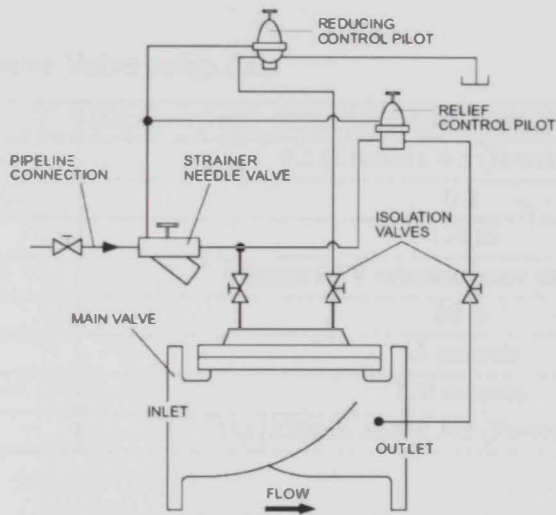 REDUCING
CONTROL PILOT
RELIEF
CONTROL PILOT
PIPELINE
CONNECTION
STRAINER
NEEDLE VALVE
ISOLATION
VALVES
MAIN VALVE
INLET
OUTLET
FLOW